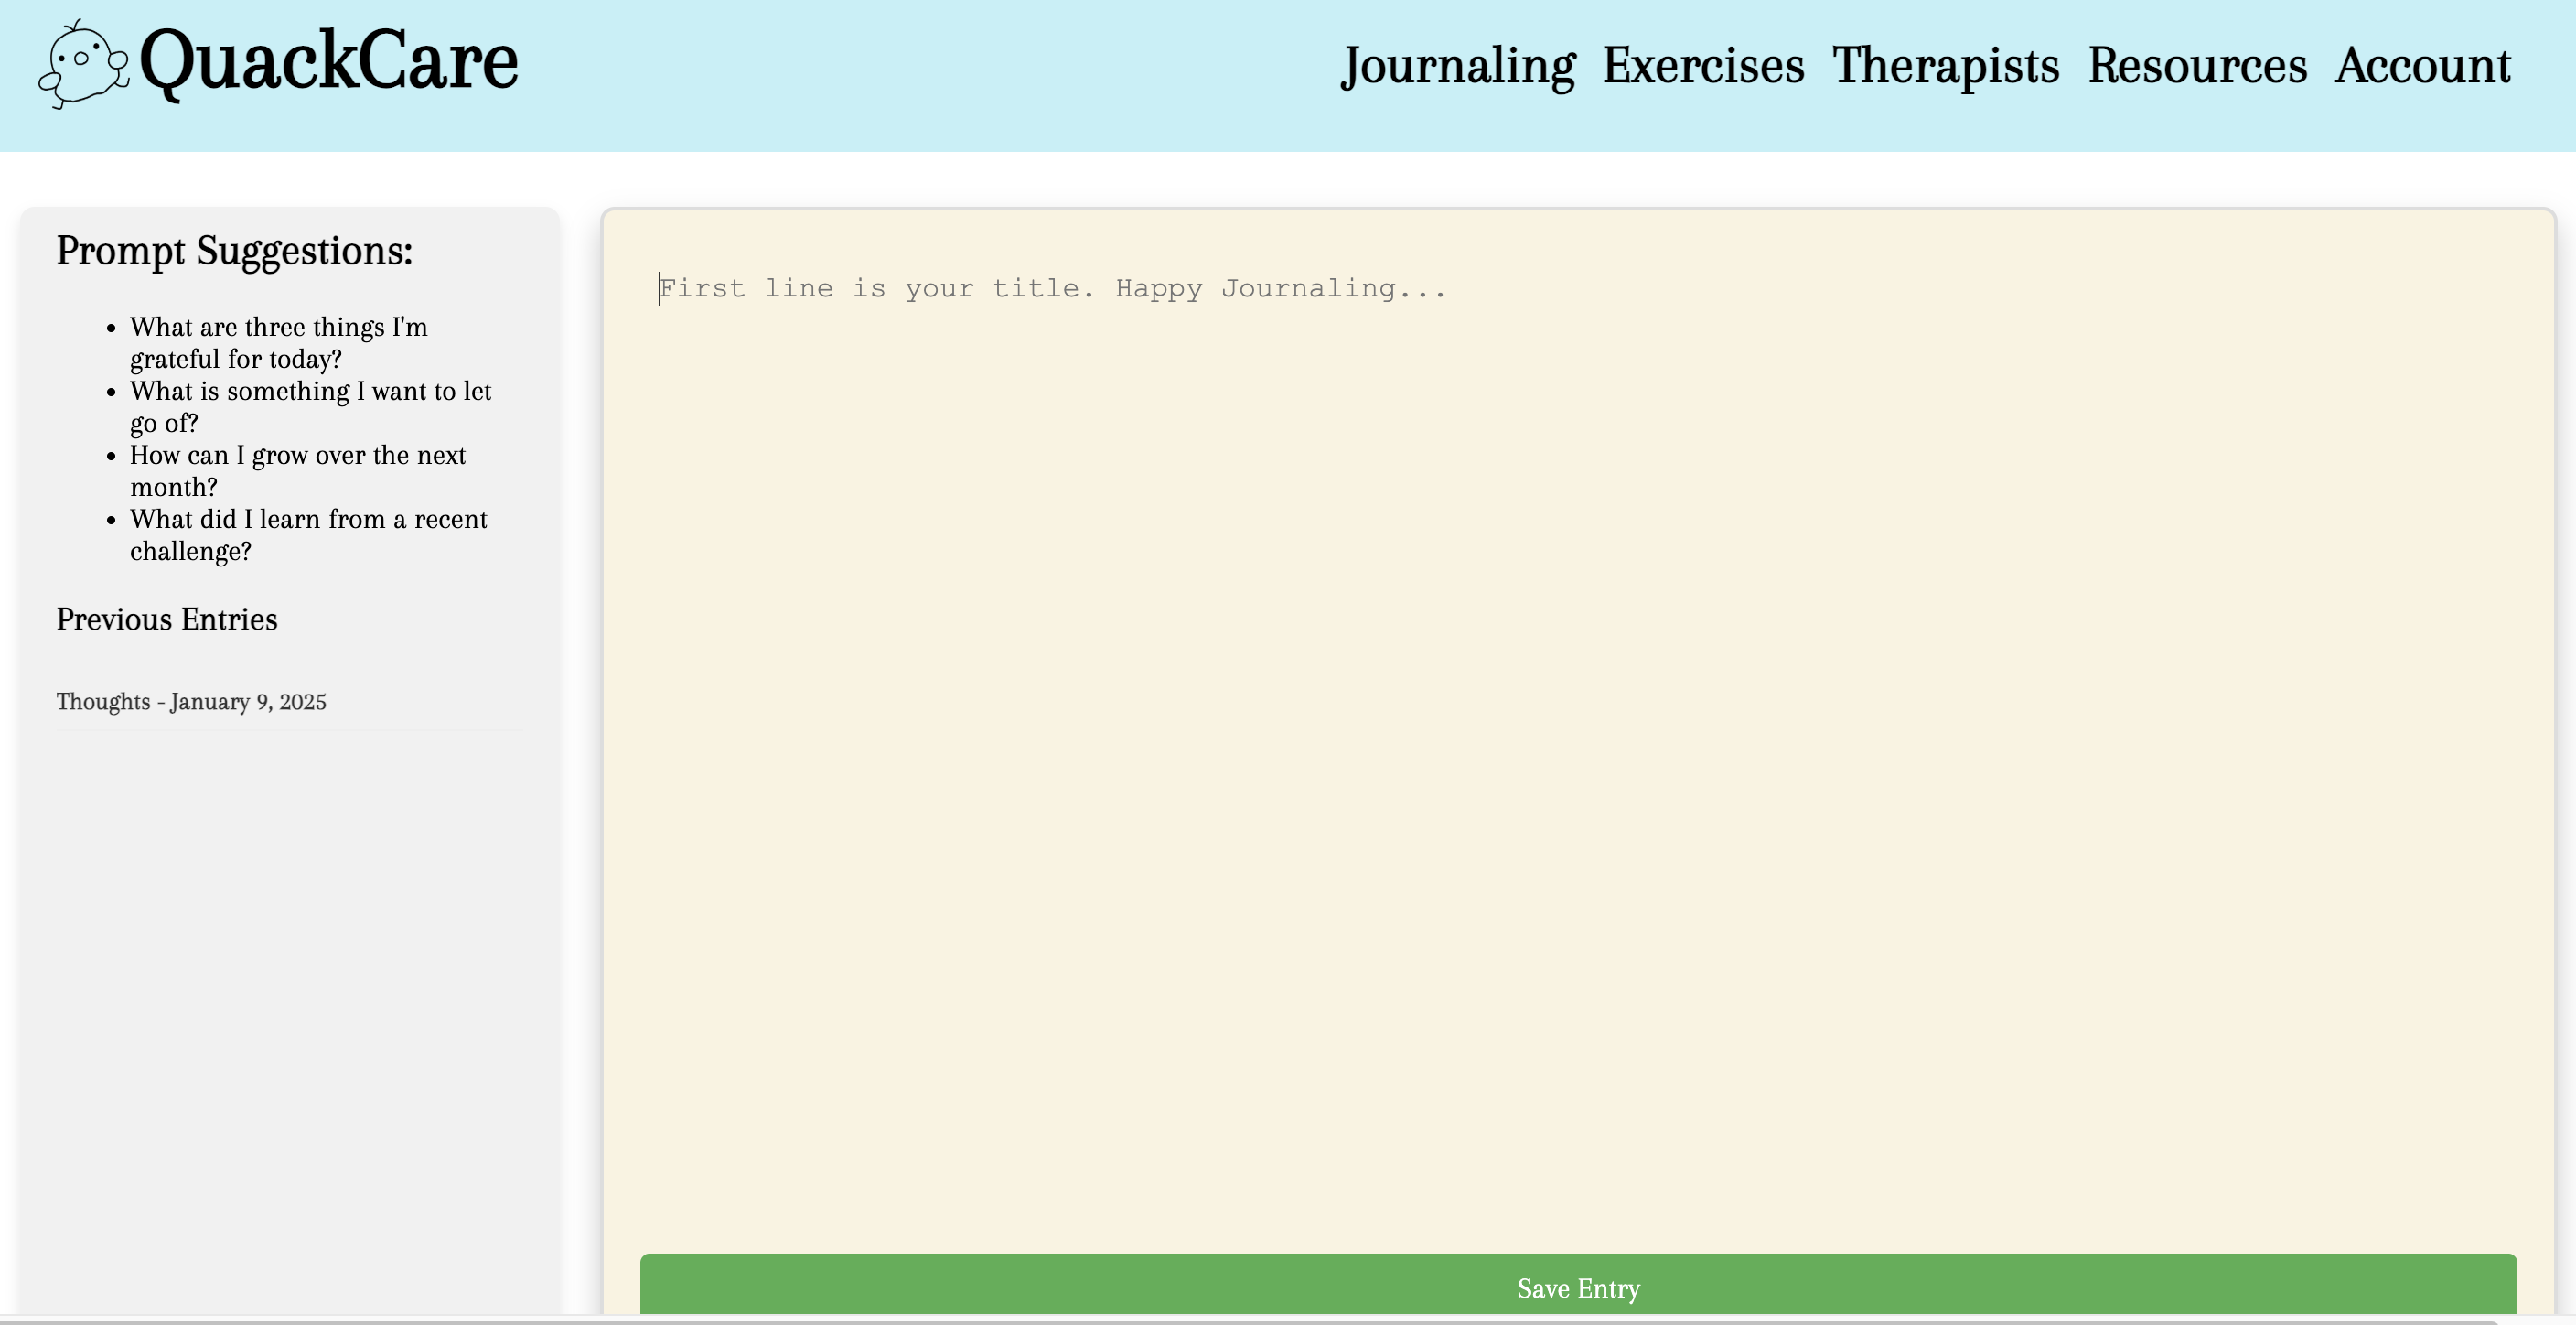 QuackCare
Journaling Exercises Therapists Resources Account
Prompt Suggestions:
What are three things I'm
grateful for today?
What is something I want to let
go of?
How can I grow over the next
month?
What did I learn from a recent
challenge?
Previous Entries
Thoughts - January 9, 2025
First line is your title. Happy Journaling...
Save Entry